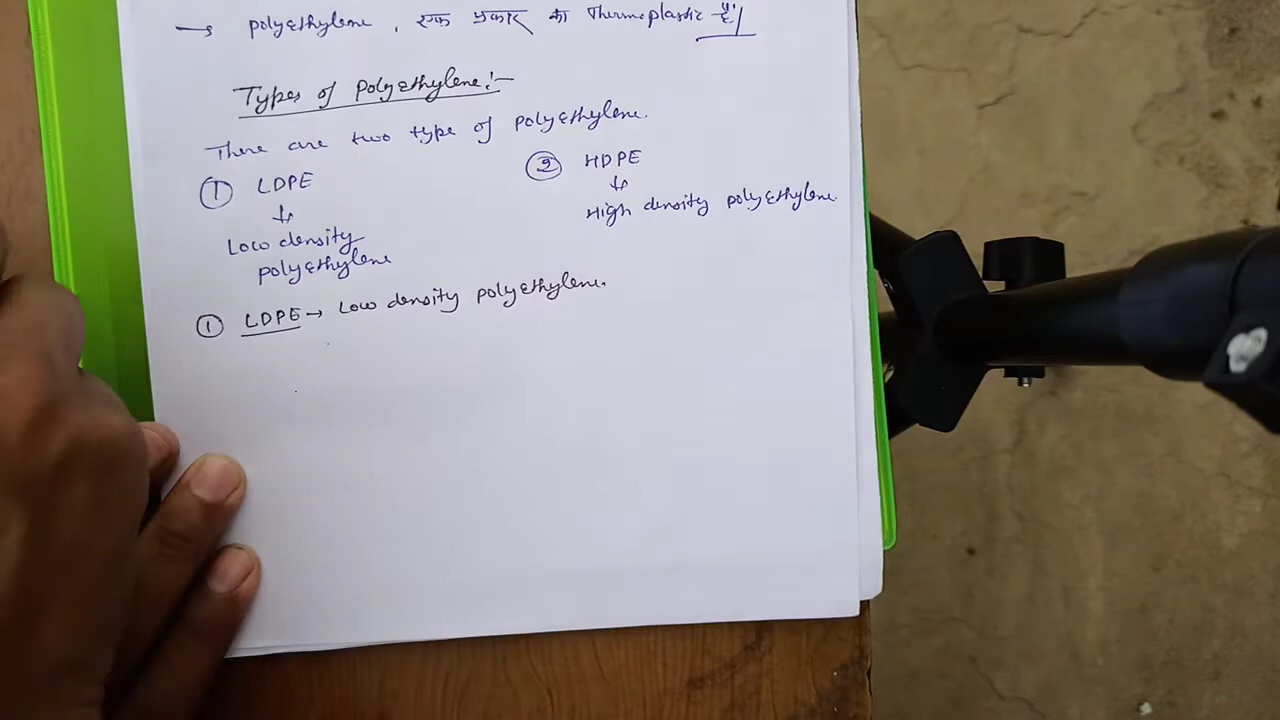 → polyethylene, एक प्रकार का Thermoplastic है।
Types of Polyethylene:-
There are two type of polyethylene.
① LDPE
↓
Low density
polyethylene
② HDPE
↓
High density polyethylene.
① LDPE → Low density polyethylene.